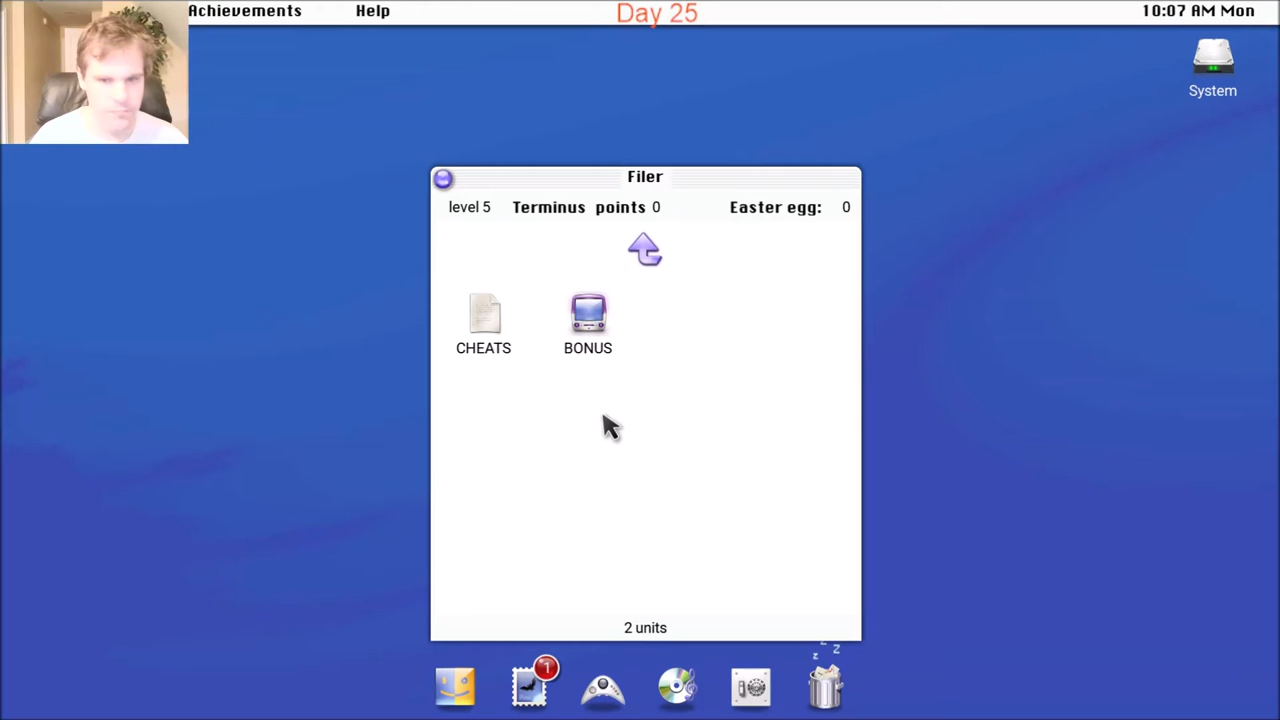 Achievements Help Day 25 10:07 AM Mon
System
Filer
level 5 Terminus points 0 Easter egg: 0
CHEATS BONUS
2 units
z z
z
1